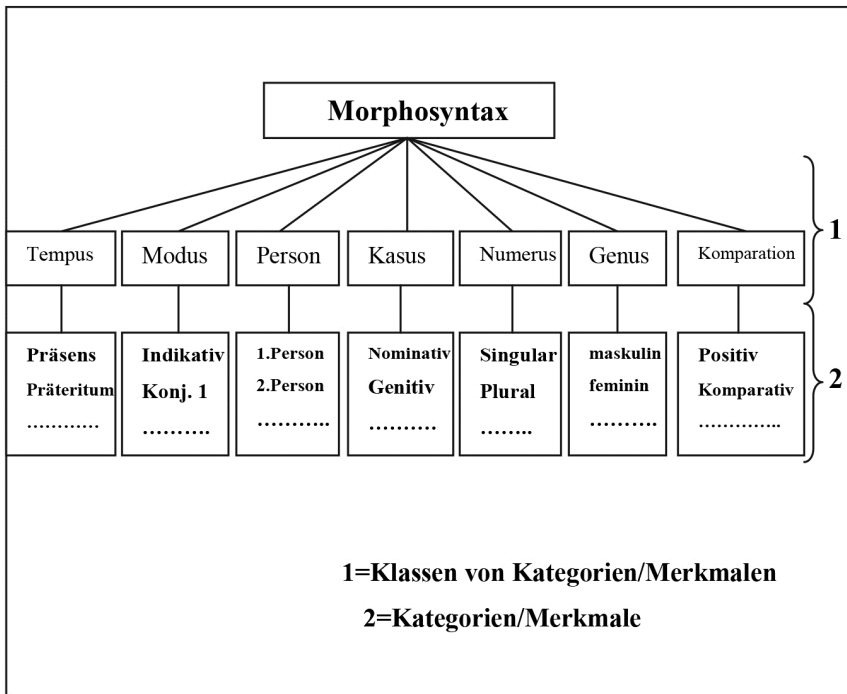 Morphosyntax
1
Tempus
Modus
Person
Kasus
Numerus
Genus
Komparation
Präsens
Präteritum
…………
Indikativ
Konj. 1
……….
1.Person
2.Person
………..
Nominativ
Genitiv
……….
Singular
Plural
……..
maskulin
feminin
……….
Positiv
Komparativ
…………..
2
1=Klassen von Kategorien/Merkmalen
2=Kategorien/Merkmale